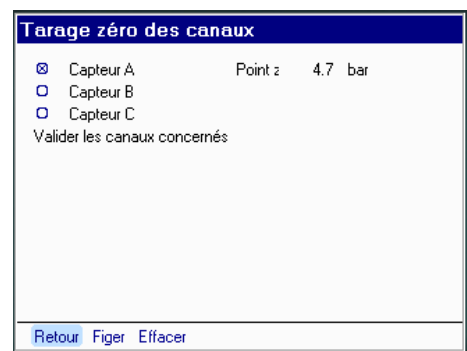 Tarage zéro des canaux
Capteur A Point z 4.7 bar
Capteur B
Capteur C
Valider les canaux concernés
Retour Figer Effacer